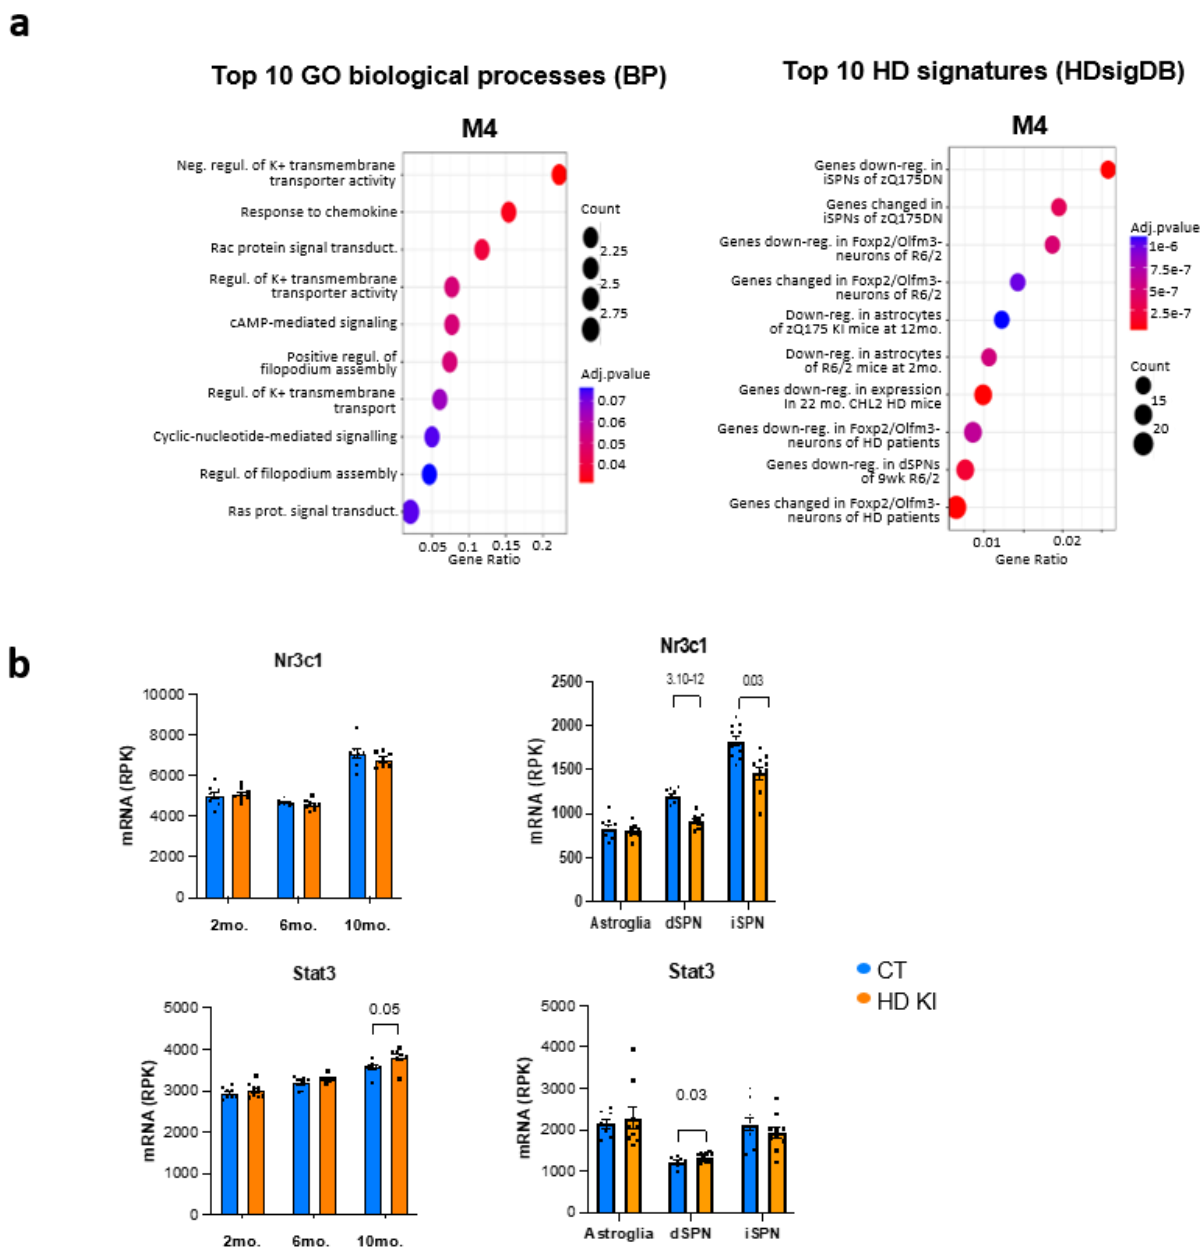 a
Top 10 GO biological processes (BP)
M4
Neg. regul. of K+ transmembrane
transporter activity
Response to chemokine
Rac protein signal transduct.
Regul. of K+ transmembrane
transporter activity
cAMP-mediated signaling
Positive regul. of
filopodium assembly
Regul. of K+ transmembrane
transport
Cyclic-nucleotide-mediated signalling
Regul. of filopodium assembly
Ras prot. signal transduct.
0.05 0.1 0.15 0.2
Gene Ratio
Count
2.25
2.5
2.75
Adj.pvalue
0.07
0.06
0.05
0.04
Top 10 HD signatures (HDsigDB)
M4
Genes down-reg. in
iSPNs of zQ175DN
Genes changed in
iSPNs of zQ175DN
Genes down-reg. in Foxp2/Olfm3-
neurons of R6/2
Genes changed in Foxp2/Olfm3-
neurons of R6/2
Down-reg. in astrocytes
of zQ175 KI mice at 12mo.
Down-reg. in astrocytes
of R6/2 mice at 2mo.
Genes down-reg. in expression
In 22 mo. CHL2 HD mice
Genes down-reg. in Foxp2/Olfm3-
neurons of HD patients
Genes down-reg. in dSPNs
of 9wk R6/2
Genes changed in Foxp2/Olfm3-
neurons of HD patients
0.01 0.02
Gene Ratio
Adj.pvalue
1e-6
7.5e-7
5e-7
2.5e-7
Count
15
20
b
Nr3c1
mRNA (RPK)
10000
8000
6000
4000
2000
0
2mo. 6mo. 10mo.
Nr3c1
mRNA (RPK)
2500
2000
1500
1000
500
0
3.10-12
0.03
Astroglia dSPN iSPN
Stat3
mRNA (RPK)
5000
4000
3000
2000
1000
0
0.05
2mo. 6mo. 10mo.
Stat3
mRNA (RPK)
5000
4000
3000
2000
1000
0
0.03
Astroglia dSPN iSPN
CT
HD KI